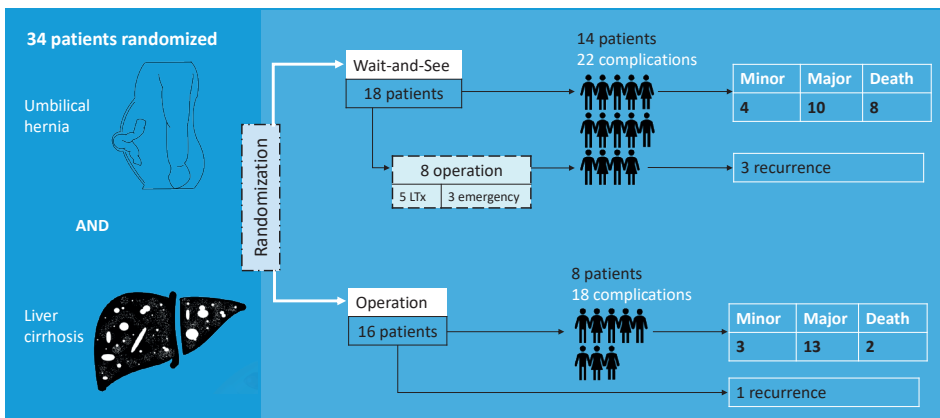 34 patients randomized
Umbilical
hernia
AND
Liver
cirrhosis
Randomization
Wait-and-See
18 patients
8 operation
5 LTx 3 emergency
14 patients
22 complications
Minor Major Death
4 10 8
3 recurrence
Operation
16 patients
8 patients
18 complications
Minor Major Death
3 13 2
1 recurrence